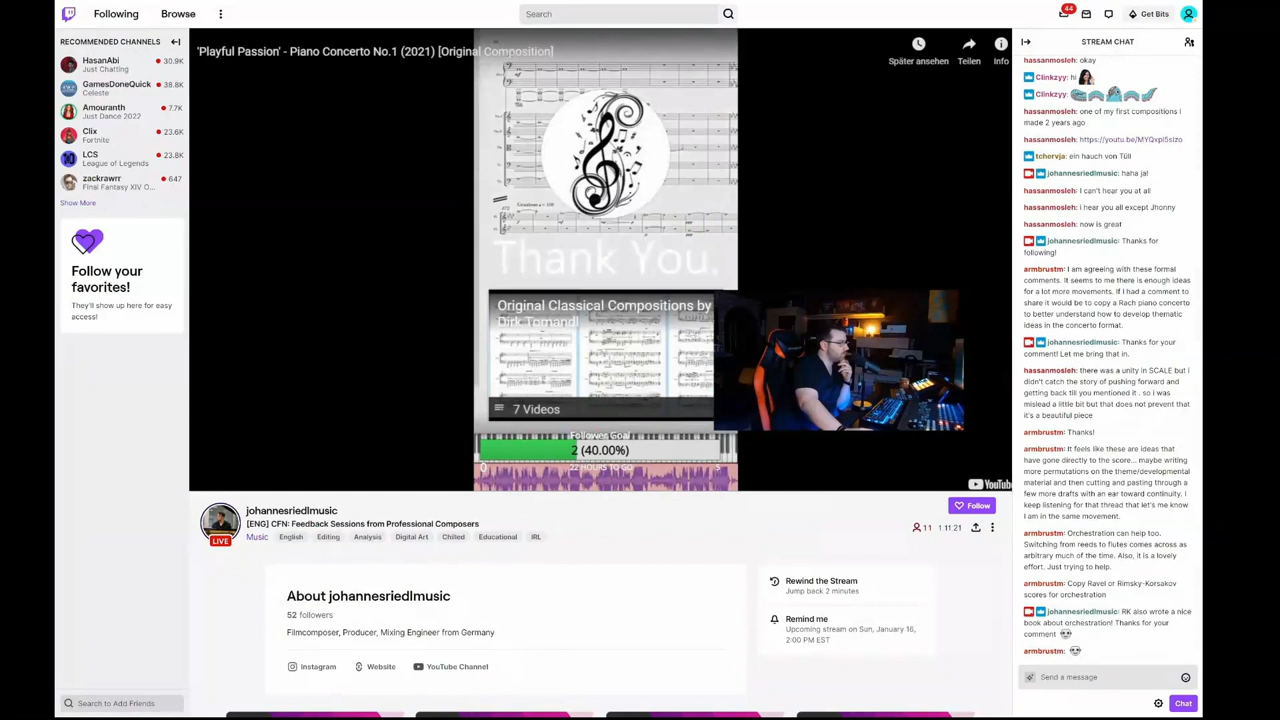 Following
Browse
Search
44
Get Bits
RECOMMENDED CHANNELS
HasanAbi
Just Chatting
30.9K
GamesDoneQuick
Celeste
38.8K
Amouranth
Just Dance 2022
7.7K
Clix
Fortnite
23.6K
LCS
League of Legends
23.8K
zackrawrr
Final Fantasy XIV O...
647
Show More
Follow your
favorites!
They'll show up here for easy
access!
Search to Add Friends
'Playful Passion' - Piano Concerto No.1 (2021) [Original Composition]
Später ansehen
Teilen
Info
Thank You.
Original Classical Compositions by
Dirk Tomandl
7 Videos
Follower Goal
2 (40.00%)
0
22 HOURS TO GO
5
YouTube
johannesriedlmusic
[ENG] CFN: Feedback Sessions from Professional Composers
LIVE
Music
English
Editing
Analysis
Digital Art
Chilled
Educational
IRL
Follow
11
1:11:21
About johannesriedlmusic
52 followers
Filmcomposer, Producer, Mixing Engineer from Germany
Instagram
Website
YouTube Channel
Rewind the Stream
Jump back 2 minutes
Remind me
Upcoming stream on Sun, January 16,
2:00 PM EST
STREAM CHAT
hassanmosleh: okay
Clinkzyy: hi
Clinkzyy:
hassanmosleh: one of my first compositions i
made 2 years ago
hassanmosleh: https://youtu.be/MYQxpl5sIzo
tchervja: ein hauch von Tüll
johannesriedlmusic: haha ja!
hassanmosleh: I can't hear you at all
hassanmosleh: i hear you all except Jhonny
hassanmosleh: now is great
johannesriedlmusic: Thanks for
following!
armbrustm: I am agreeing with these formal
comments. It seems to me there is enough ideas
for a lot more movements. If I had a comment to
share it would be to copy a Rach piano concerto
to better understand how to develop thematic
ideas in the concerto format.
johannesriedlmusic: Thanks for your
comment! Let me bring that in.
hassanmosleh: there was a unity in SCALE but i
didn't catch the story of pushing forward and
getting back till you mentioned it . so i was
mislead a little bit but that does not prevent that
it's a beautiful piece
armbrustm: Thanks!
armbrustm: It feels like these are ideas that
have gone directly to the score... maybe writing
more permutations on the theme/developmental
material and then cutting and pasting through a
few more drafts with an ear toward continuity. I
keep listening for that thread that let's me know
I am in the same movement.
armbrustm: Orchestration can help too.
Switching from reeds to flutes comes across as
arbitrary much of the time. Also, it is a lovely
effort. Just trying to help.
armbrustm: Copy Ravel or Rimsky-Korsakov
scores for orchestration
johannesriedlmusic: RK also wrote a nice
book about orchestration! Thanks for your
comment
armbrustm:
Send a message
Chat